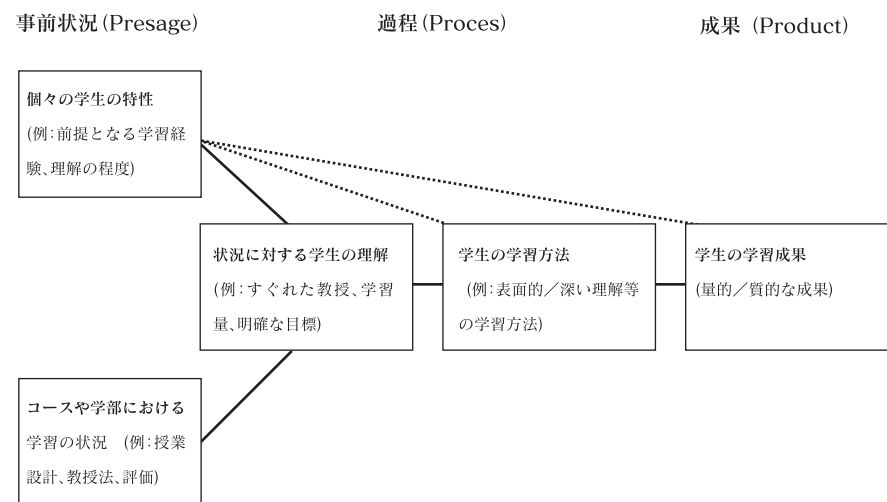 事前状況(Presage)
過程(Proces)
成果（Product）
個々の学生の特性
(例:前提となる学習経
験、理解の程度)
状況に対する学生の理解
(例:すぐれた教授、学習
量、明確な目標)
学生の学習方法
(例:表面的／深い理解等
の学習方法)
学生の学習成果
(量的／質的な成果)
コースや学部における
学習の状況　(例:授業
設計、教授法、評価)